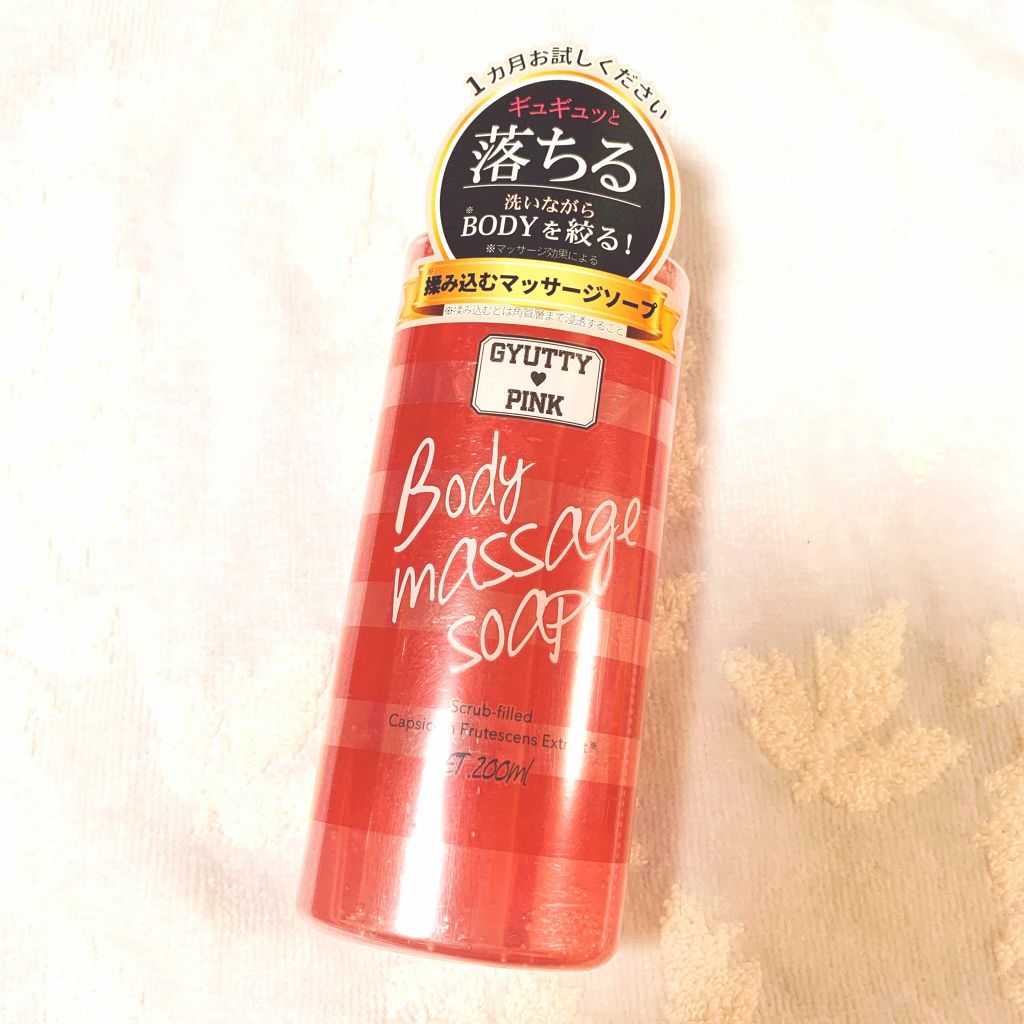 1カ月お試しください
ギュギュッと
落ちる
洗いながら
※BODYを絞る!
※マッサージ効果による
※揉み込むマッサージソープ
※揉み込むとは角質層まで浸透すること
GYUTTY
♥
PINK
Body
massage
soap
Scrub-filled
Frutescens
200ml